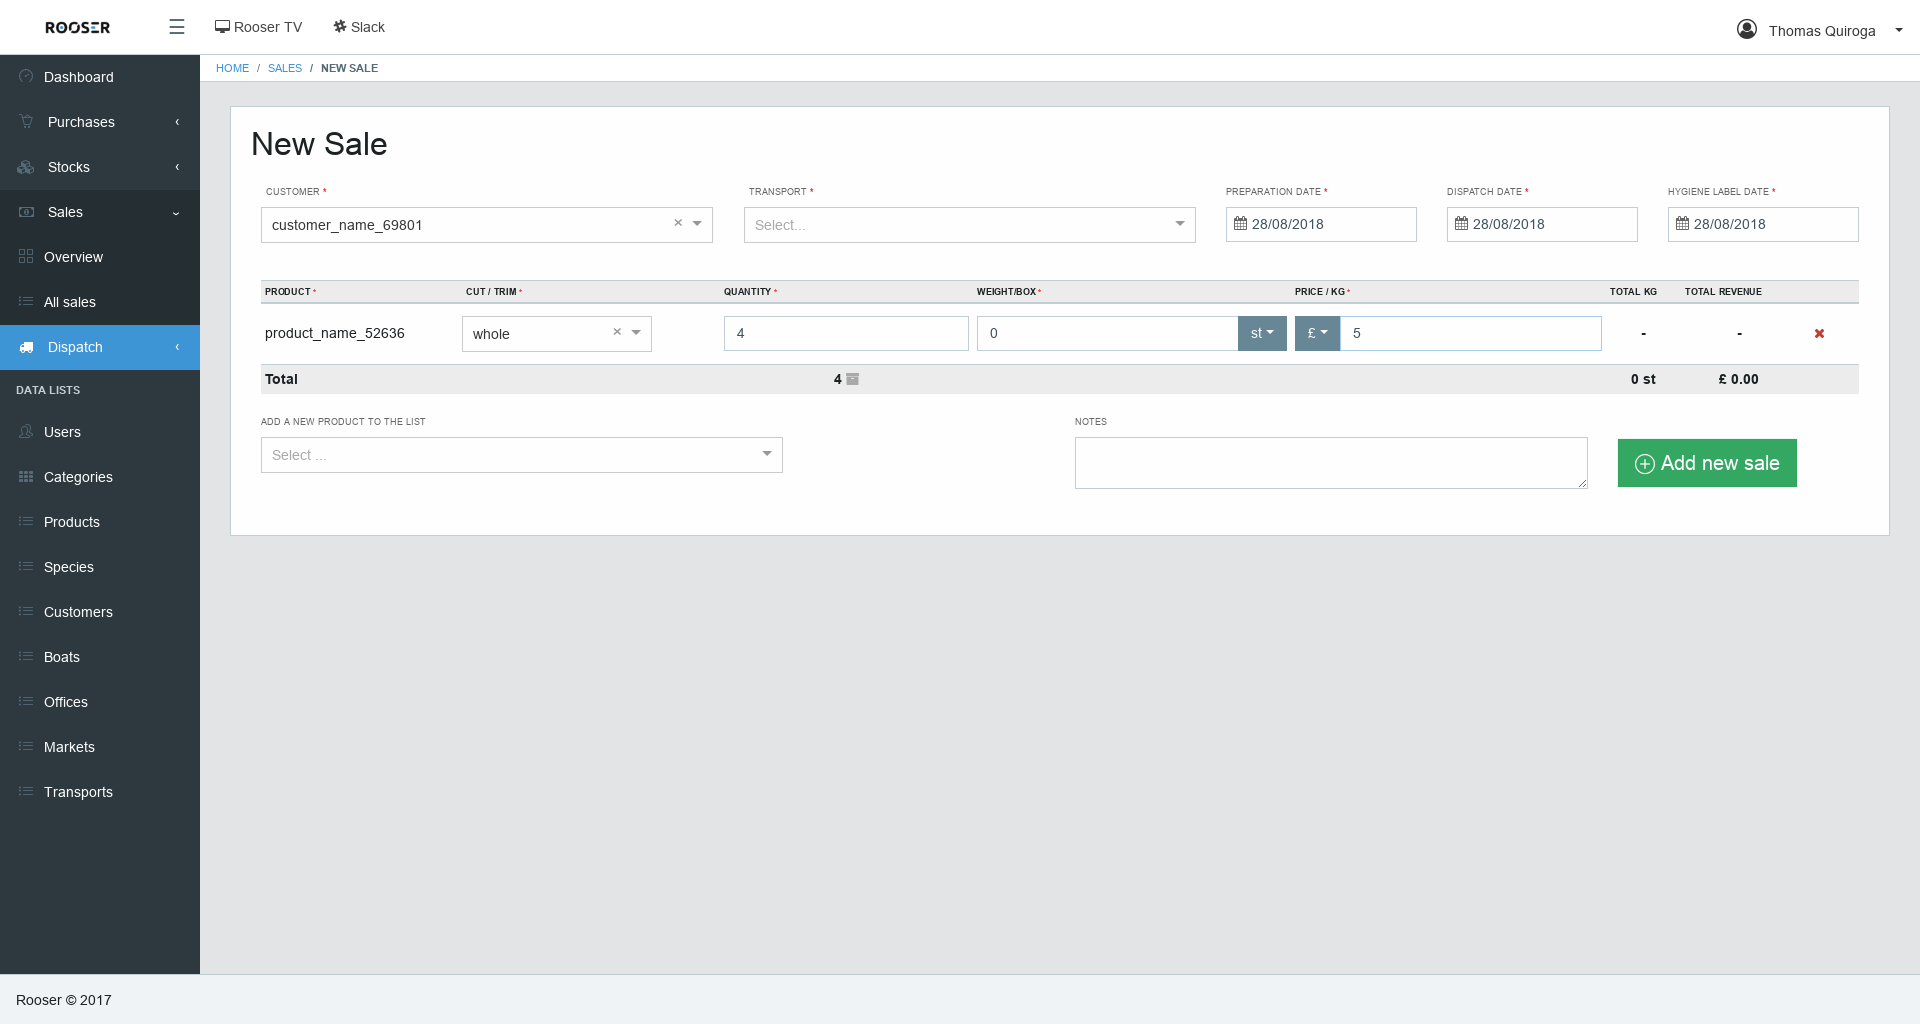 ROOSER Rooser TV Slack Thomas Quiroga
HOME / SALES / NEW SALE
Dashboard
Purchases
Stocks
Sales
Overview
All sales
Dispatch
DATA LISTS
Users
Categories
Products
Species
Customers
Boats
Offices
Markets
Transports
New Sale
CUSTOMER * TRANSPORT * PREPARATION DATE * DISPATCH DATE * HYGIENE LABEL DATE *
customer_name_69801 × Select... 28/08/2018 28/08/2018 28/08/2018
PRODUCT * CUT / TRIM * QUANTITY * WEIGHT/BOX * PRICE / KG * TOTAL KG TOTAL REVENUE
product_name_52636 whole × 4 0 st £ 5 - -
Total 4 0 st £ 0.00
ADD A NEW PRODUCT TO THE LIST NOTES
Select ... Add new sale
Rooser © 2017